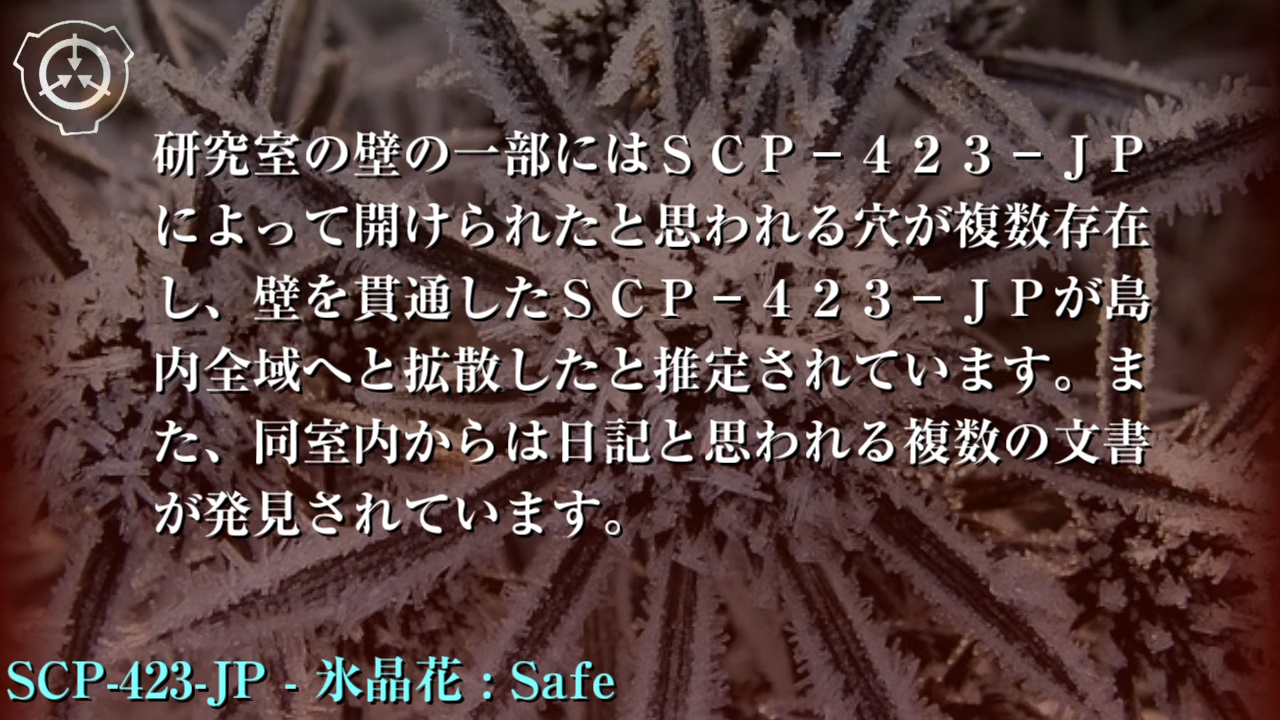 研究室の壁の一部にはＳＣＰ－４２３－ＪＰ
によって開けられたと思われる穴が複数存在
し、壁を貫通したＳＣＰ－４２３－ＪＰが島
内全域へと拡散したと推定されています。ま
た、同室内からは日記と思われる複数の文書
が発見されています。
SCP-423-JP - 氷晶花 : Safe